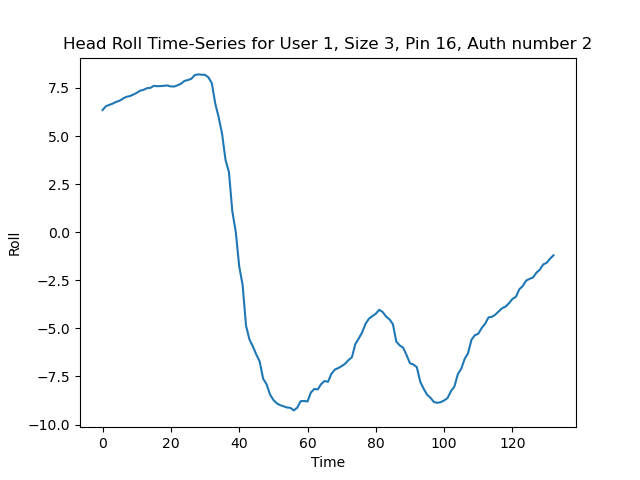 Head Roll Time-Series for User 1, Size 3, Pin 16, Auth number 2
7.5
5.0
2.5
0.0
−2.5
−5.0
−7.5
−10.0
Roll
0 20 40 60 80 100 120
Time